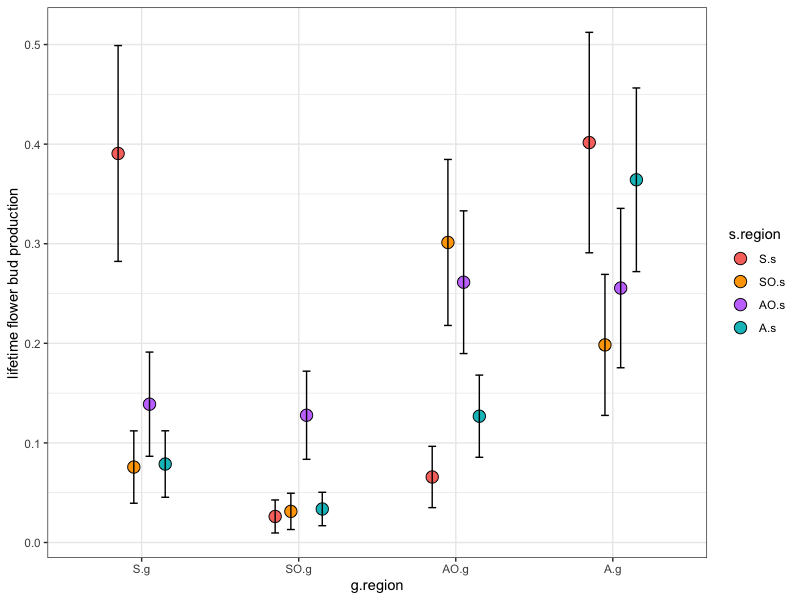 lifetime flower bud production
0.5
0.4
0.3
0.2
0.1
0.0
S.g SO.g AO.g A.g
g.region
s.region
S.s
SO.s
AO.s
A.s